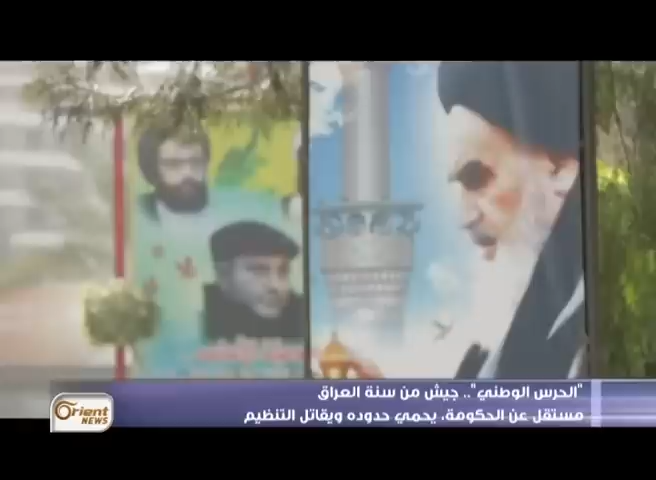 "الحرس الوطني".. جيش من سنة العراق
مستقل عن الحكومة، يحمي حدوده ويقاتل التنظيم
Orient
NEWS